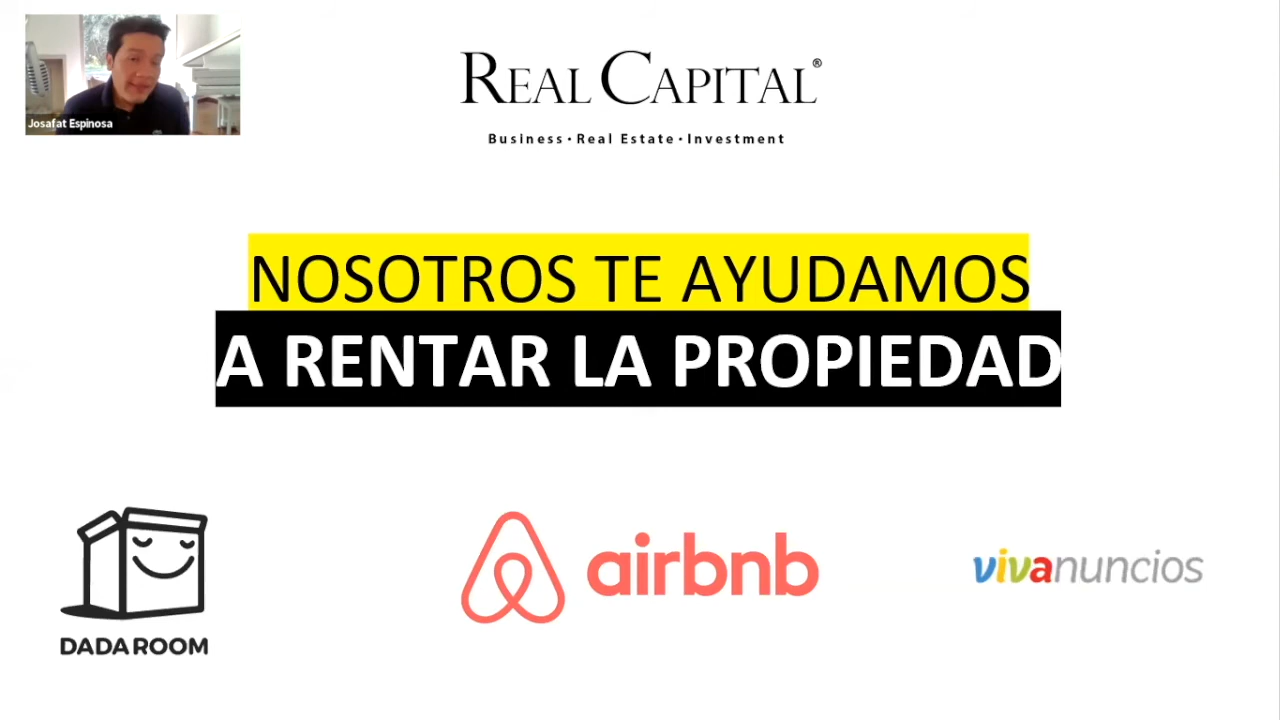 Josafat Espinosa
REAL CAPITAL®
Business • Real Estate • Investment
NOSOTROS TE AYUDAMOS
A RENTAR LA PROPIEDAD
DADAROOM
airbnb
vivanuncios